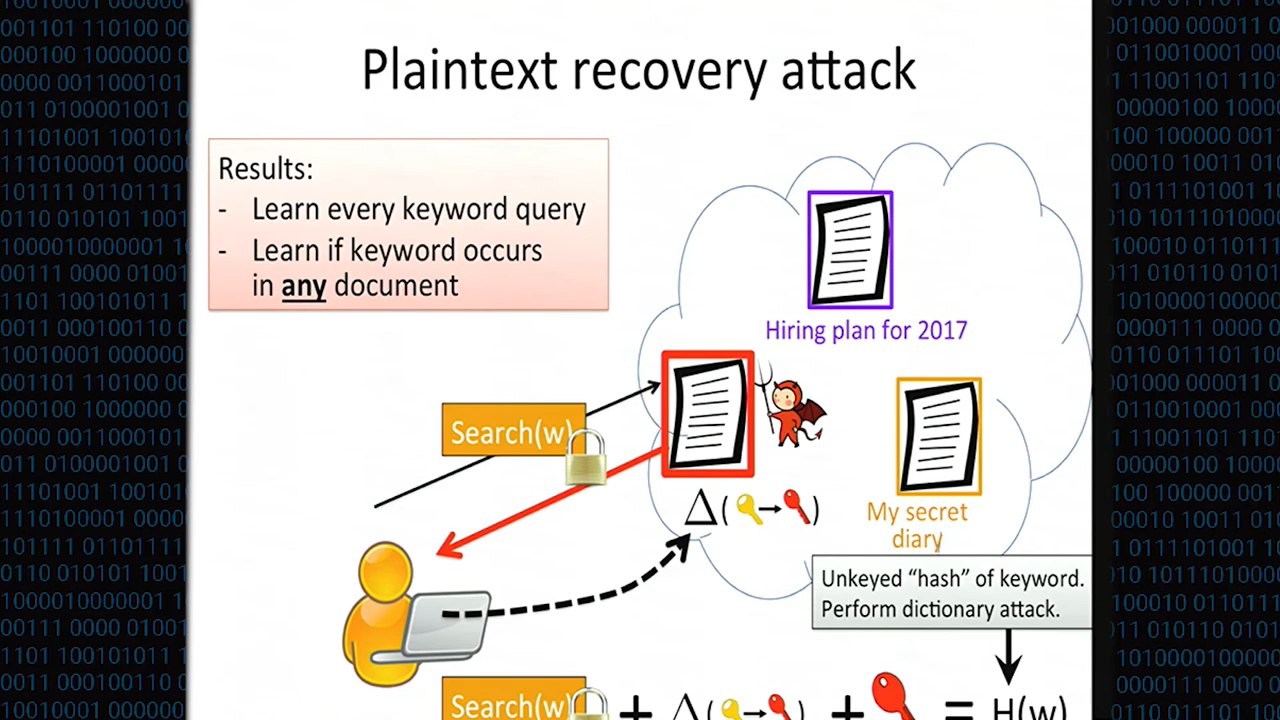 Plaintext recovery attack
Results:
- Learn every keyword query
- Learn if keyword occurs
in any document
Hiring plan for 2017
Search(w)
Δ( → )
My secret
diary
Unkeyed “hash” of keyword.
Perform dictionary attack.
Search(w) + Δ( → ) + = H(w)